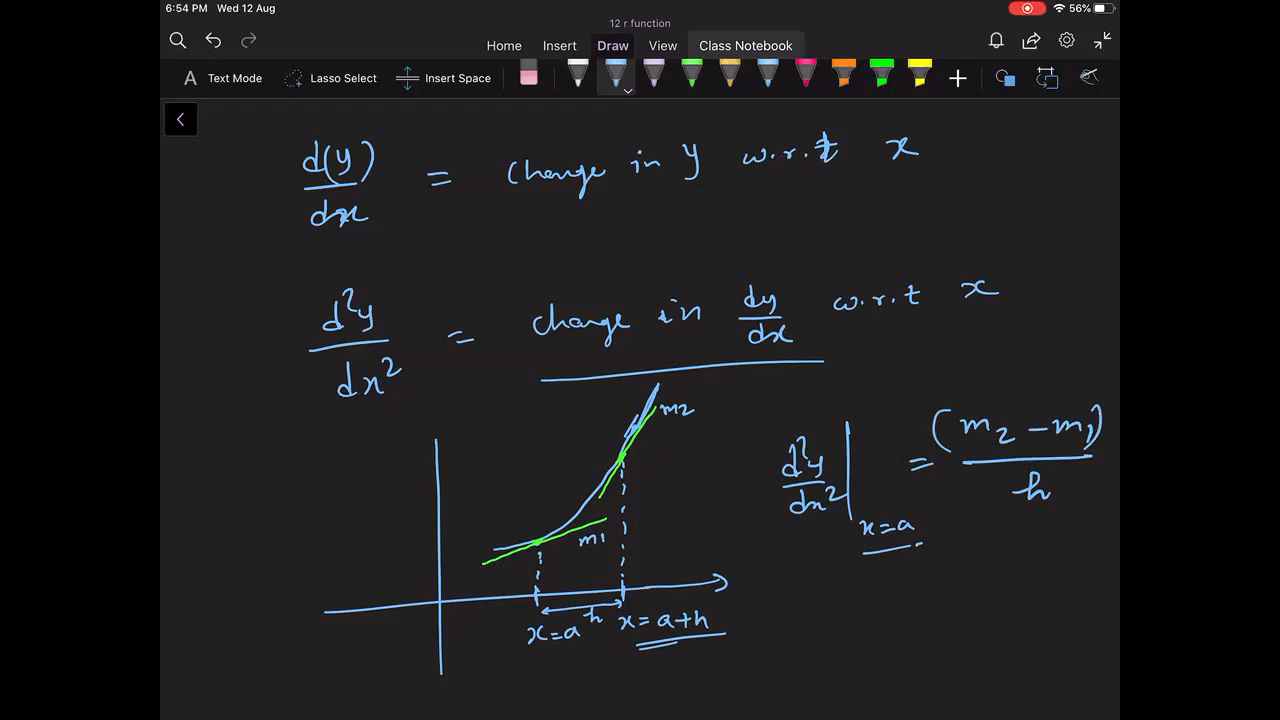 6:54 PM Wed 12 Aug
56%
12 r function
Home Insert Draw View Class Notebook
A Text Mode Lasso Select Insert Space
d(y)/dx = change in y w.r.t x
d²y/dx² = change in dy/dx w.r.t x
m2
d²y/dx² | x=a = (m₂ - m₁)/h
m1
h
x=a x=a+h